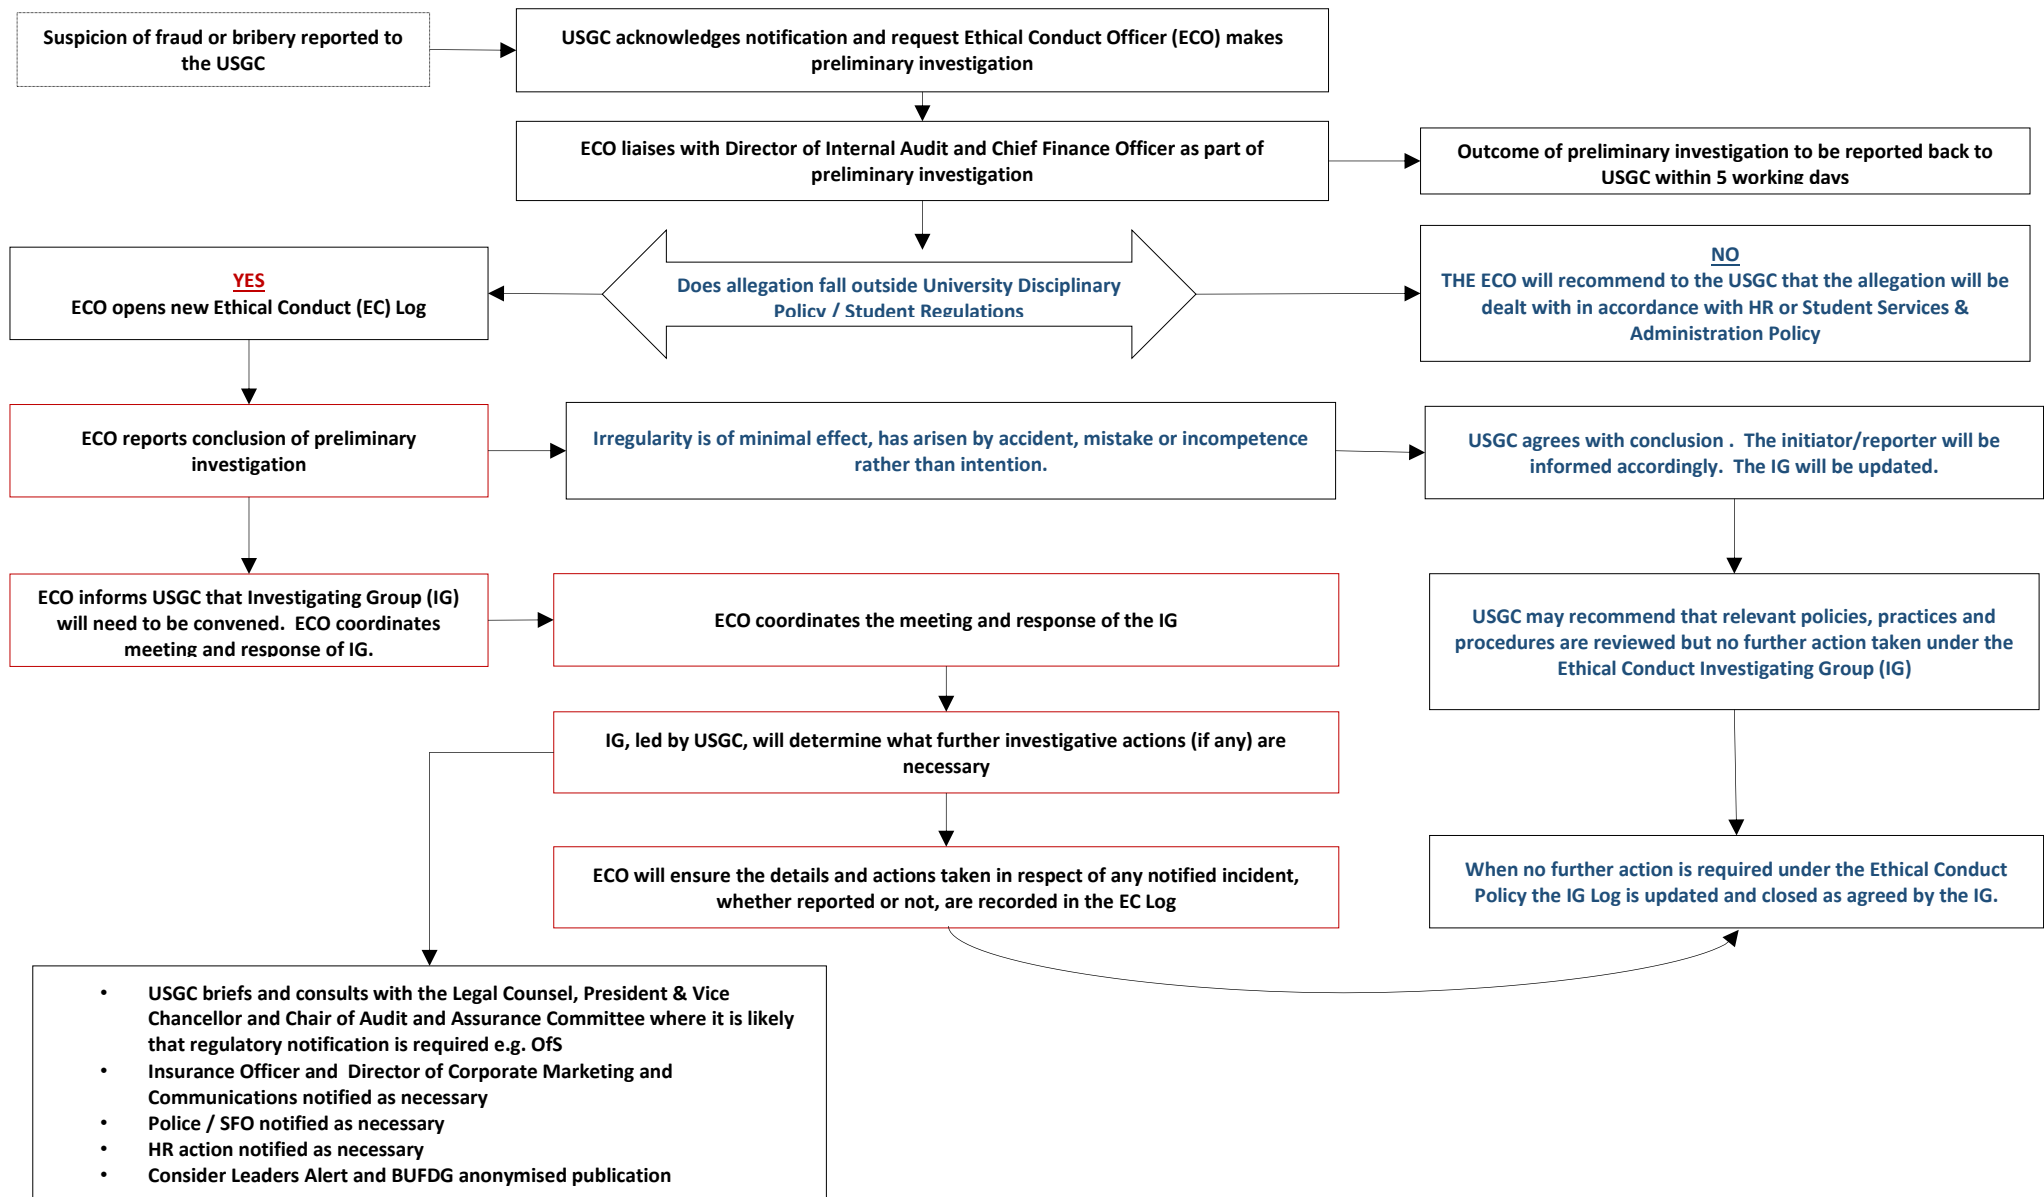 Suspicion of fraud or bribery reported to
the USGC
USGC acknowledges notification and request Ethical Conduct Officer (ECO) makes
preliminary investigation
ECO liaises with Director of Internal Audit and Chief Finance Officer as part of
preliminary investigation
Outcome of preliminary investigation to be reported back to
USGC within 5 working days
YES
ECO opens new Ethical Conduct (EC) Log
Does allegation fall outside University Disciplinary
Policy / Student Regulations
NO
THE ECO will recommend to the USGC that the allegation will be
dealt with in accordance with HR or Student Services &
Administration Policy
ECO reports conclusion of preliminary
investigation
Irregularity is of minimal effect, has arisen by accident, mistake or incompetence
rather than intention.
USGC agrees with conclusion .  The initiator/reporter will be
informed accordingly.  The IG will be updated.
ECO informs USGC that Investigating Group (IG)
will need to be convened.  ECO coordinates
meeting and response of IG.
ECO coordinates the meeting and response of the IG
USGC may recommend that relevant policies, practices and
procedures are reviewed but no further action taken under the
Ethical Conduct Investigating Group (IG)
IG, led by USGC, will determine what further investigative actions (if any) are
necessary
ECO will ensure the details and actions taken in respect of any notified incident,
whether reported or not, are recorded in the EC Log
When no further action is required under the Ethical Conduct
Policy the IG Log is updated and closed as agreed by the IG.
• USGC briefs and consults with the Legal Counsel, President & Vice
Chancellor and Chair of Audit and Assurance Committee where it is likely
that regulatory notification is required e.g. OfS
• Insurance Officer and  Director of Corporate Marketing and
Communications notified as necessary
• Police / SFO notified as necessary
• HR action notified as necessary
• Consider Leaders Alert and BUFDG anonymised publication